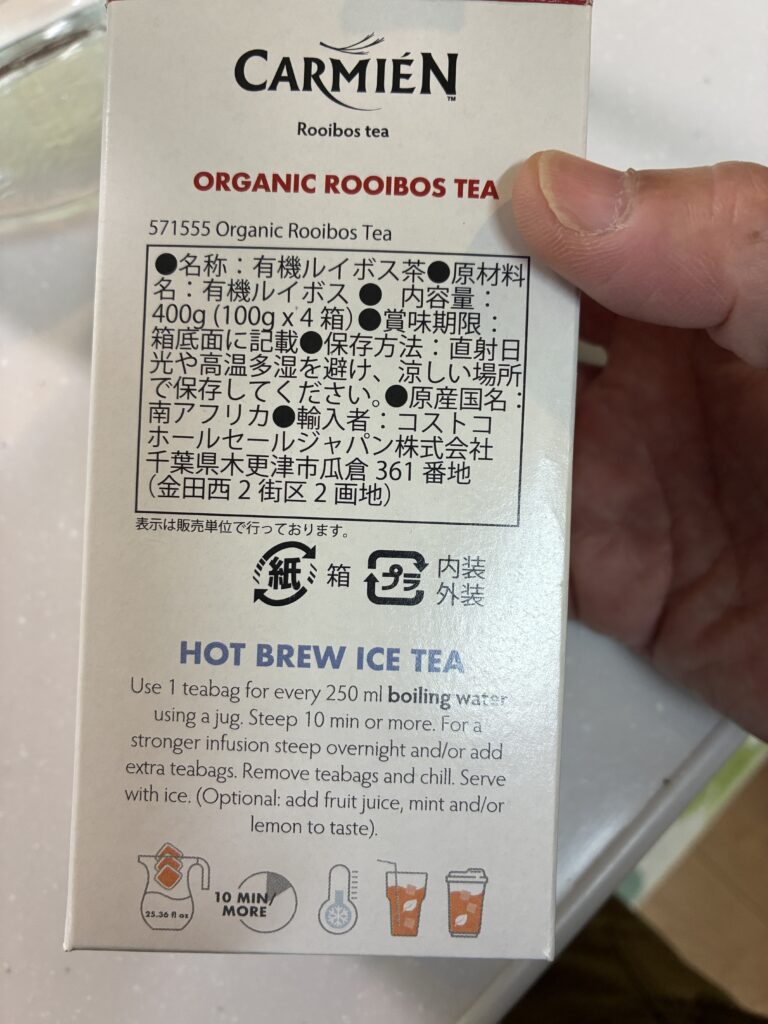 CARMIÉN™
Rooibos tea
ORGANIC ROOIBOS TEA
571555 Organic Rooibos Tea
●名称：有機ルイボス茶●原材料
名：有機ルイボス ● 内容量：
400g (100g x 4 箱)●賞味期限：
箱底面に記載●保存方法：直射日
光や高温多湿を避け、涼しい場所
で保存してください。●原産国名：
南アフリカ●輸入者：コストコ
ホールセールジャパン株式会社
千葉県木更津市瓜倉 361 番地
（金田西 2 街区 2 画地）
表示は販売単位で行っております。
紙 箱 プラ 内装
外装
HOT BREW ICE TEA
Use 1 teabag for every 250 ml boiling water
using a jug. Steep 10 min or more. For a
stronger infusion steep overnight and/or add
extra teabags. Remove teabags and chill. Serve
with ice. (Optional: add fruit juice, mint and/or
lemon to taste).
25.36 fl oz
10 MIN/
MORE